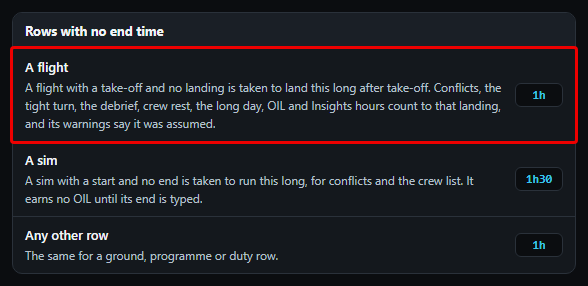 Rows with no end time
A flight
A flight with a take-off and no landing is taken to land this long after take-off. Conflicts, the
tight turn, the debrief, crew rest, the long day, OIL and Insights hours count to that landing,
and its warnings say it was assumed.
1h
A sim
A sim with a start and no end is taken to run this long, for conflicts and the crew list. It
earns no OIL until its end is typed.
1h30
Any other row
The same for a ground, programme or duty row.
1h